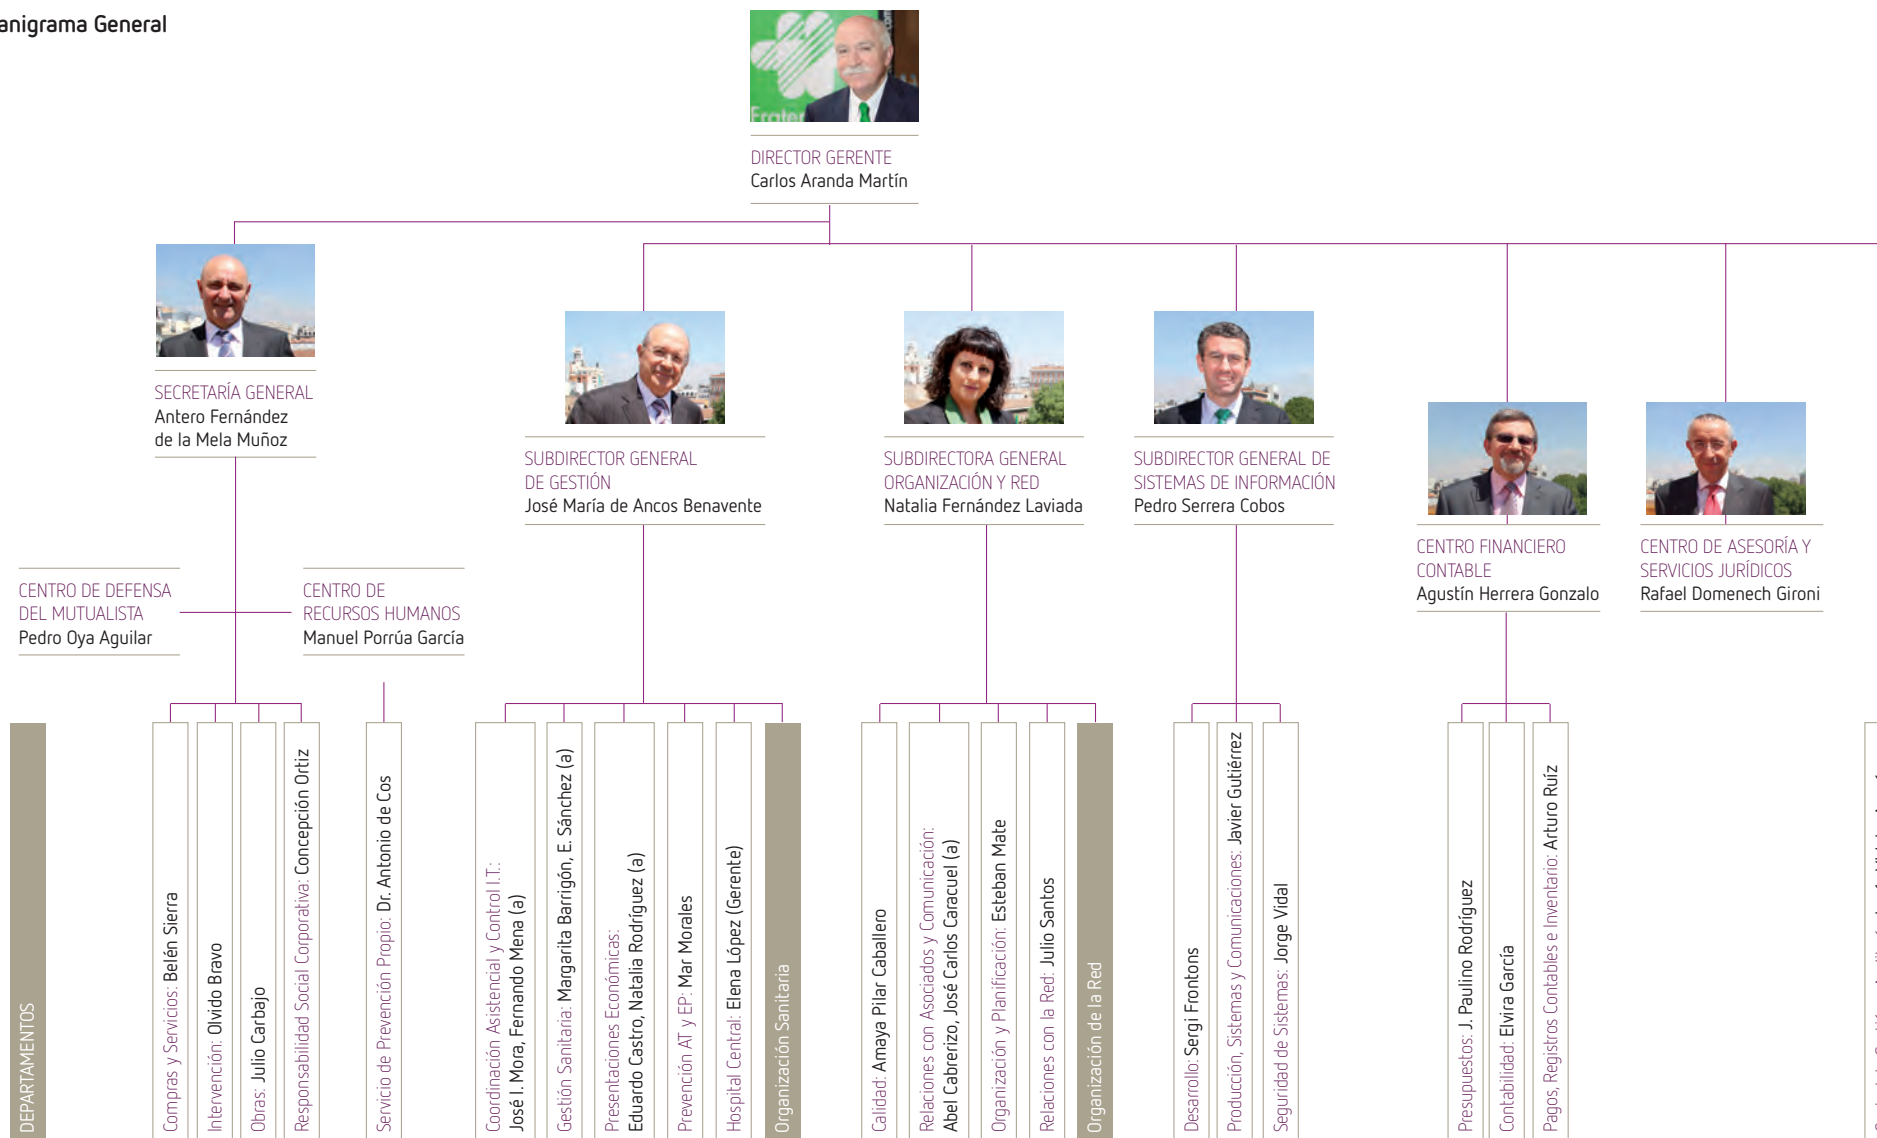 anigrama General
Frater
DIRECTOR GERENTE
Carlos Aranda Martín
SECRETARÍA GENERAL
Antero Fernández
de la Mela Muñoz
SUBDIRECTOR GENERAL
DE GESTIÓN
José María de Ancos Benavente
SUBDIRECTORA GENERAL
ORGANIZACIÓN Y RED
Natalia Fernández Laviada
SUBDIRECTOR GENERAL DE
SISTEMAS DE INFORMACIÓN
Pedro Serrera Cobos
CENTRO FINANCIERO
CONTABLE
Agustín Herrera Gonzalo
CENTRO DE ASESORÍA Y
SERVICIOS JURÍDICOS
Rafael Domenech Gironi
CENTRO DE DEFENSA
DEL MUTUALISTA
Pedro Oya Aguilar
CENTRO DE
RECURSOS HUMANOS
Manuel Porrúa García
DEPARTAMENTOS
Compras y Servicios: Belén Sierra
Intervención: Olvido Bravo
Obras: Julio Carbajo
Responsabilidad Social Corporativa: Concepción Ortiz
Servicio de Prevención Propio: Dr. Antonio de Cos
Coordinación Asistencial y Control I.T.:
José I. Mora, Fernando Mena (a)
Gestión Sanitaria: Margarita Barrigón, E. Sánchez (a)
Presentaciones Económicas:
Eduardo Castro, Natalia Rodríguez (a)
Prevención AT y EP: Mar Morales
Hospital Central: Elena López (Gerente)
Organización Sanitaria
Calidad: Amaya Pilar Caballero
Relaciones con Asociados y Comunicación:
Abel Cabrerizo, José Carlos Caracuel (a)
Organización y Planificación: Esteban Mate
Relaciones con la Red: Julio Santos
Organización de la Red
Desarrollo: Sergi Frontons
Producción, Sistemas y Comunicaciones: Javier Gutiérrez
Seguridad de Sistemas: Jorge Vidal
Presupuestos: J. Paulino Rodríguez
Contabilidad: Elvira García
Pagos, Registros Contables e Inventario: Arturo Ruíz